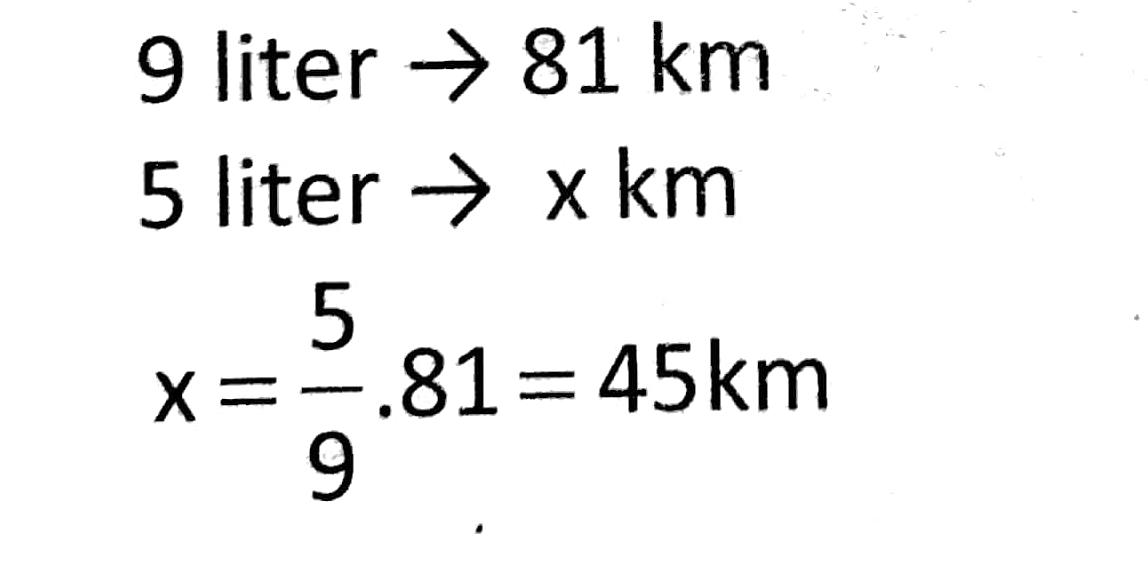 9 liter → 81 km
5 liter → x km
x = 5/9 .81 = 45km